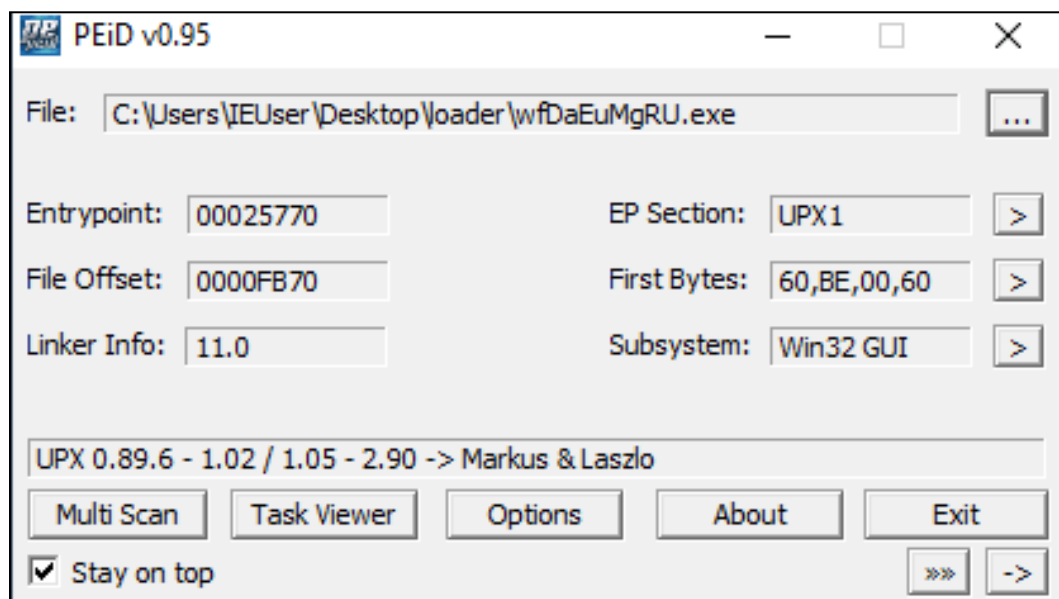 PEiD v0.95
File: C:\Users\IEUser\Desktop\loader\wfDaEuMgRU.exe ...
Entrypoint: 00025770 EP Section: UPX1 >
File Offset: 0000FB70 First Bytes: 60,BE,00,60 >
Linker Info: 11.0 Subsystem: Win32 GUI >
UPX 0.89.6 - 1.02 / 1.05 - 2.90 -> Markus & Laszlo
Multi Scan Task Viewer Options About Exit
Stay on top »» ->